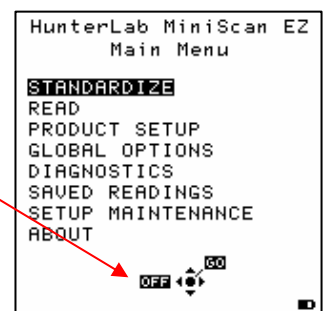 HunterLab MiniScan EZ
Main Menu
STANDARDIZE
READ
PRODUCT SETUP
GLOBAL OPTIONS
DIAGNOSTICS
SAVED READINGS
SETUP MAINTENANCE
ABOUT
GO
OFF